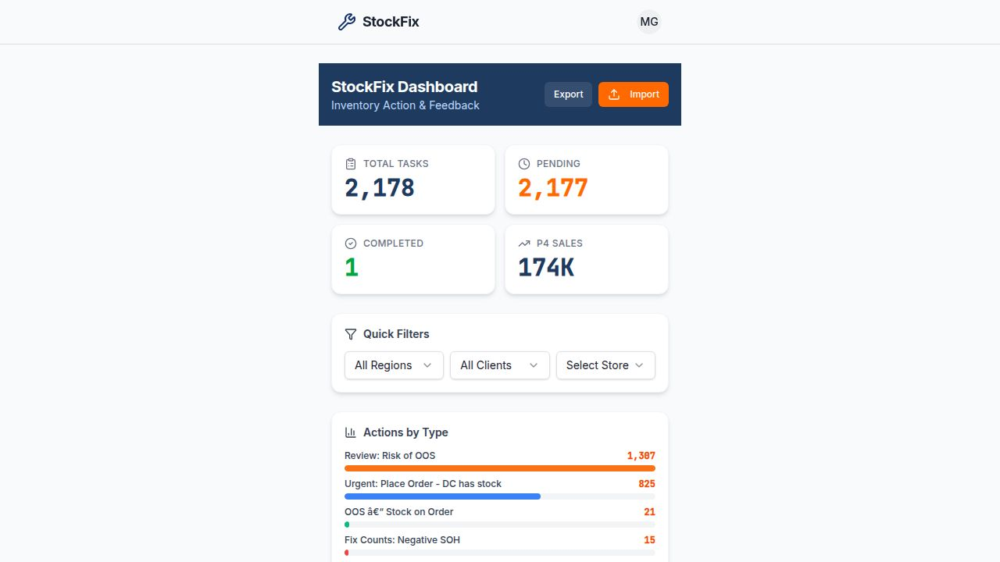 StockFix
MG
StockFix Dashboard
Inventory Action & Feedback
Export
Import
TOTAL TASKS
2,178
PENDING
2,177
COMPLETED
1
P4 SALES
174K
Quick Filters
All Regions
All Clients
Select Store
Actions by Type
Review: Risk of OOS 1,307
Urgent: Place Order - DC has stock 825
OOS â€“ Stock on Order 21
Fix Counts: Negative SOH 15